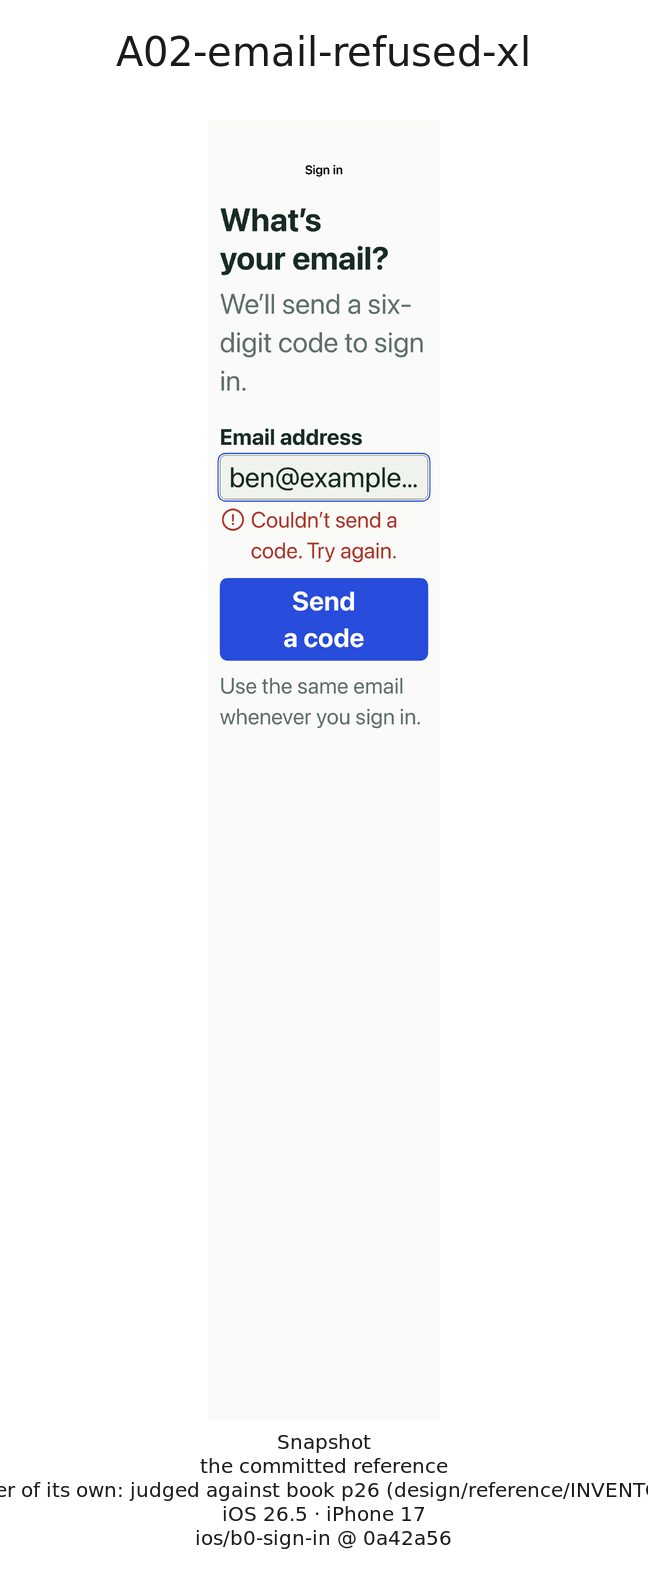 A02-email-refused-xl
Sign in
What’s
your email?
We’ll send a six-
digit code to sign
in.
Email address
ben@example...
Couldn’t send a
code. Try again.
Send
a code
Use the same email
whenever you sign in.
Snapshot
the committed reference
of its own: judged against book p26 (design/reference/
iOS 26.5 · iPhone 17
ios/b0-sign-in @ 0a42a56